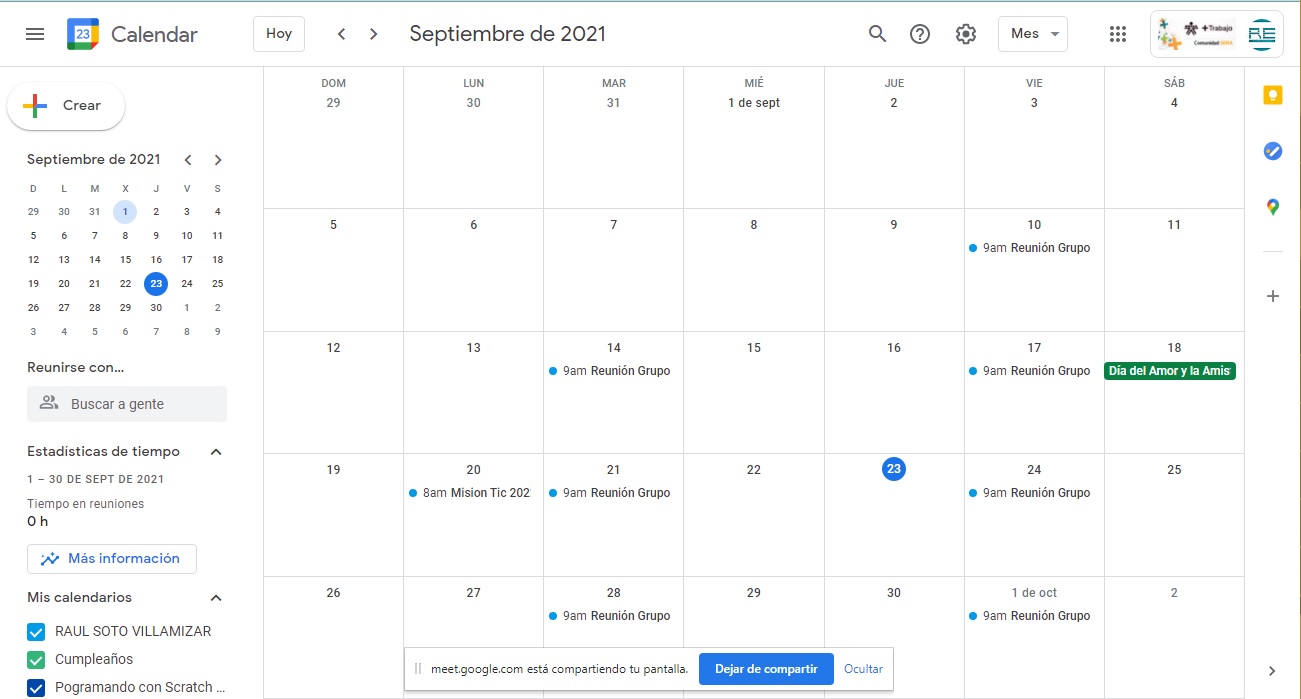 23 Calendar Hoy Septiembre de 2021 Mes +Trabajo Comunidad SENA RE
Crear
Septiembre de 2021
D L M X J V S
29 30 31 1 2 3 4
5 6 7 8 9 10 11
12 13 14 15 16 17 18
19 20 21 22 23 24 25
26 27 28 29 30 1 2
3 4 5 6 7 8 9
Reunirse con...
Buscar a gente
Estadísticas de tiempo
1 – 30 DE SEPT DE 2021
Tiempo en reuniones
0 h
Más información
Mis calendarios
RAUL SOTO VILLAMIZAR
Cumpleaños
Pogramando con Scratch ...
DOM LUN MAR MIÉ JUE VIE SÁB
29 30 31 1 de sept 2 3 4
5 6 7 8 9 10 11
9am Reunión Grupo
12 13 14 15 16 17 18
9am Reunión Grupo 9am Reunión Grupo Día del Amor y la Amis
19 20 21 22 23 24 25
8am Mision Tic 202 9am Reunión Grupo 9am Reunión Grupo
26 27 28 29 30 1 de oct 2
9am Reunión Grupo 9am Reunión Grupo
meet.google.com está compartiendo tu pantalla. Dejar de compartir Ocultar